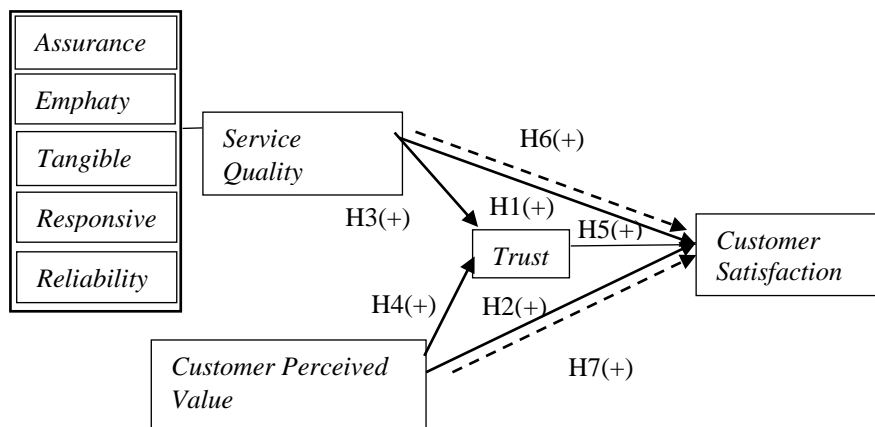 Assurance
Emphaty
Tangible
Responsive
Reliability
Service
Quality
H6(+)
H3(+)
H1(+)
H5(+)
Trust
Customer
Satisfaction
H4(+)
H2(+)
Customer Perceived
Value
H7(+)